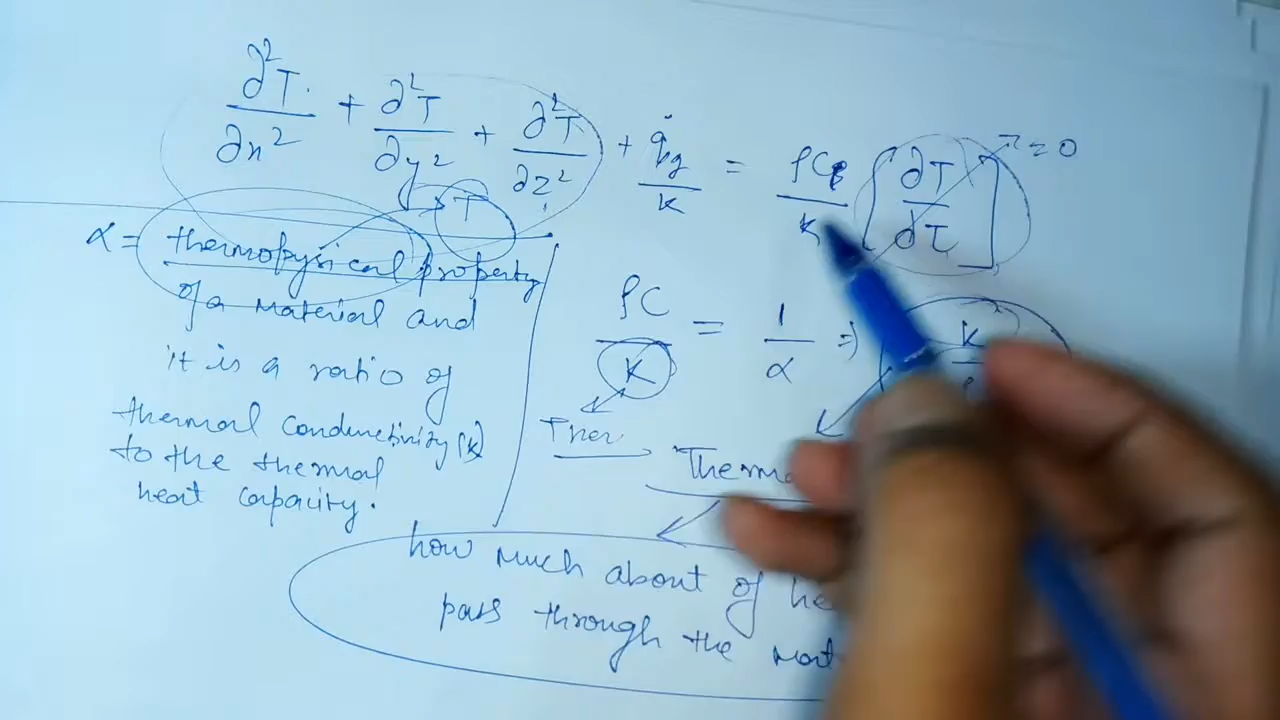 ∂²T/∂x² + ∂²T/∂y² + ∂²T/∂z² + q̇g/k = ρC/k [∂T/∂τ] = 0
T
α = thermopysical property
of a material and
it is a ratio of
thermal conductivity (k)
to the thermal
heat capacity.
ρC/K = 1/α ⇒ k
Ther
Therma
how much about of he
pass through the mat